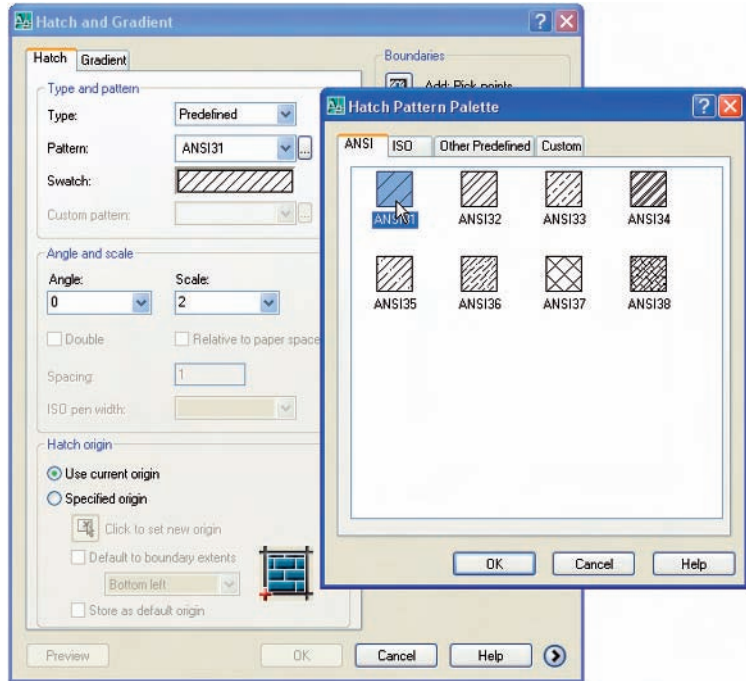 Hatch and Gradient
Hatch
Gradient
Type and pattern
Type:
Predefined
Pattern:
ANSI31
...
Swatch:
Custom pattern:
...
Angle and scale
Angle:
Scale:
0
2
Double
Relative to paper space
Spacing:
1
ISO pen width:
Hatch origin
Use current origin
Specified origin
Click to set new origin
Default to boundary extents
Bottom left
Store as default origin
Preview
OK
Cancel
Help
Boundaries
Add: Pick points
Hatch Pattern Palette
ANSI
ISO
Other Predefined
Custom
ANSI31
ANSI32
ANSI33
ANSI34
ANSI35
ANSI36
ANSI37
ANSI38
OK
Cancel
Help